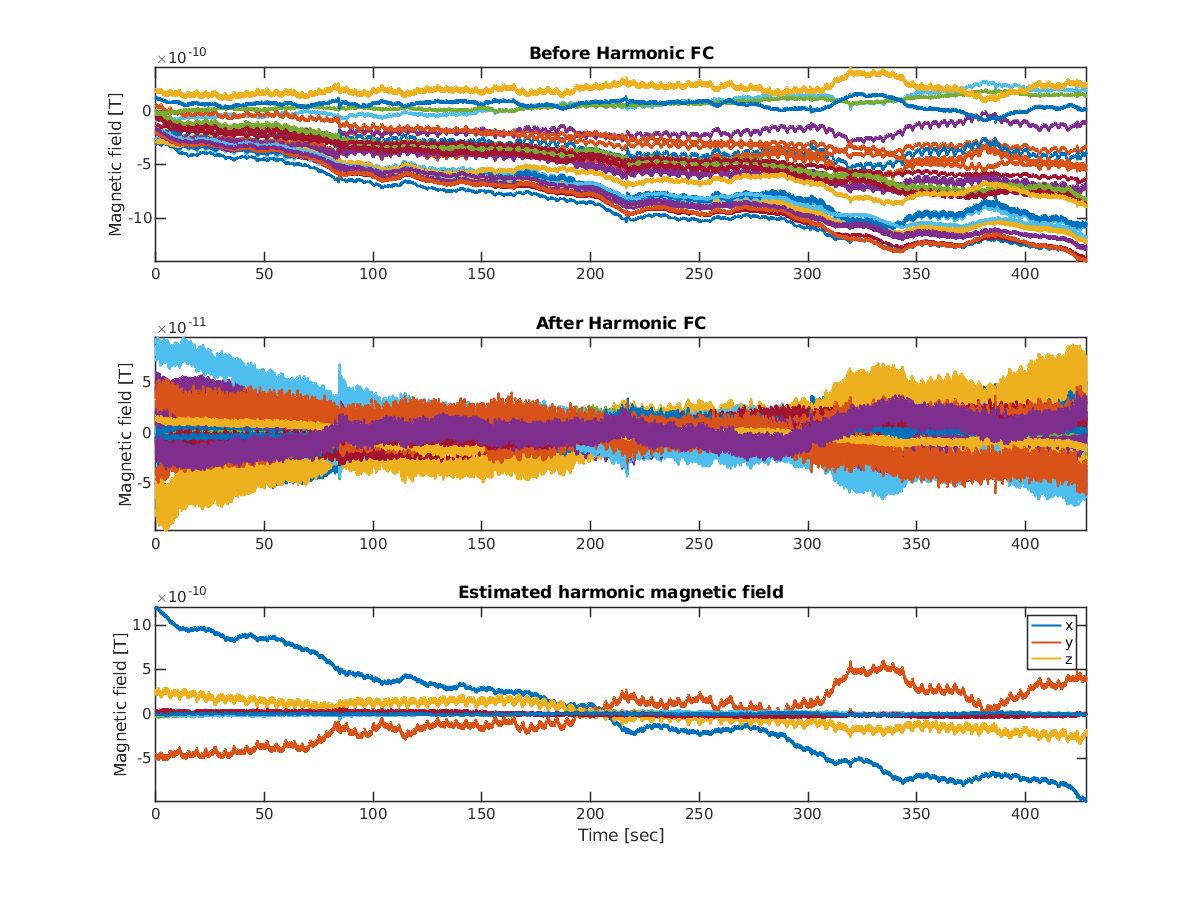 Before Harmonic FC
×10^-10
Magnetic field [T]
0
-5
-10
0 50 100 150 200 250 300 350 400
After Harmonic FC
×10^-11
Magnetic field [T]
5
0
-5
0 50 100 150 200 250 300 350 400
Estimated harmonic magnetic field
×10^-10
Magnetic field [T]
10
5
0
-5
x
y
z
0 50 100 150 200 250 300 350 400
Time [sec]